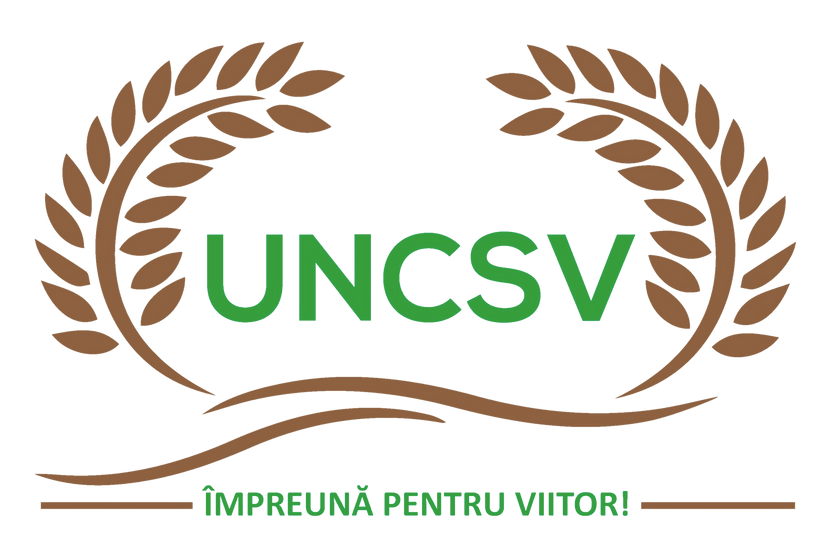 UNCSV
ÎMPREUNĂ PENTRU VIITOR!